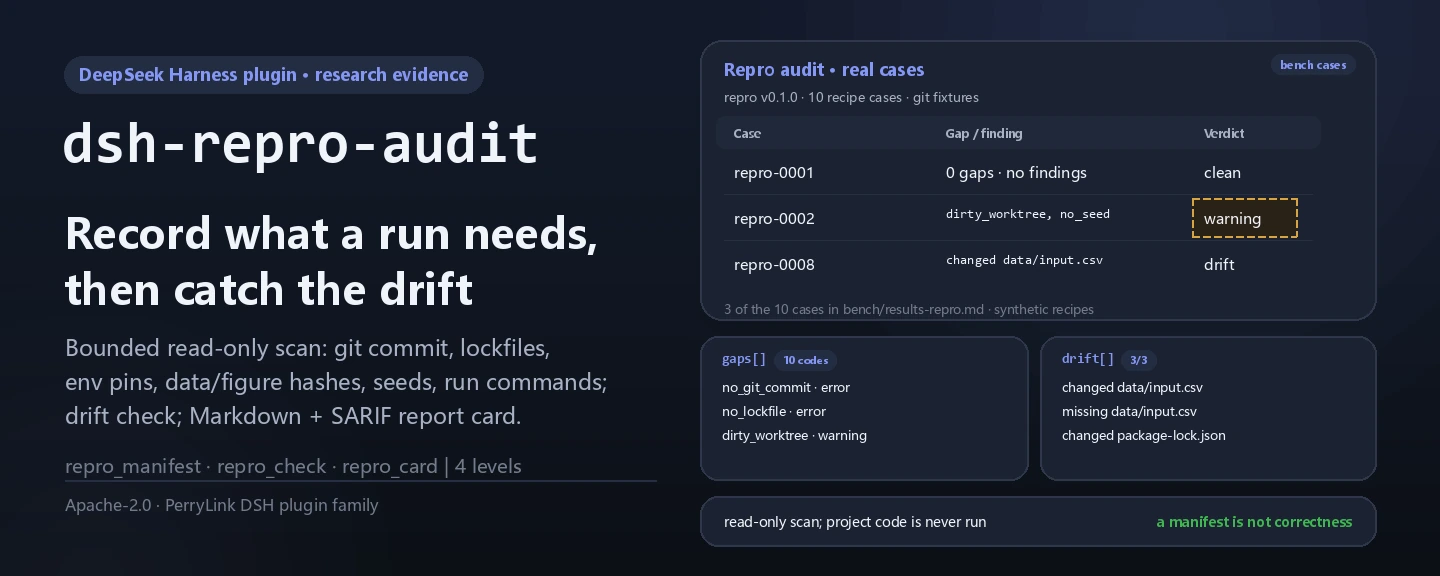 DeepSeek Harness plugin • research evidence
dsh-repro-audit
Record what a run needs,
then catch the drift
Bounded read-only scan: git commit, lockfiles,
env pins, data/figure hashes, seeds, run commands;
drift check; Markdown + SARIF report card.
repro_manifest · repro_check · repro_card | 4 levels
Apache-2.0 · PerryLink DSH plugin family
Repro audit • real cases
bench cases
repro v0.1.0 · 10 recipe cases · git fixtures
Case Gap / finding Verdict
repro-0001 0 gaps · no findings clean
repro-0002 dirty_worktree, no_seed warning
repro-0008 changed data/input.csv drift
3 of the 10 cases in bench/results-repro.md · synthetic recipes
gaps[] 10 codes
no_git_commit · error
no_lockfile · error
dirty_worktree · warning
drift[] 3/3
changed data/input.csv
missing data/input.csv
changed package-lock.json
read-only scan; project code is never run
a manifest is not correctness